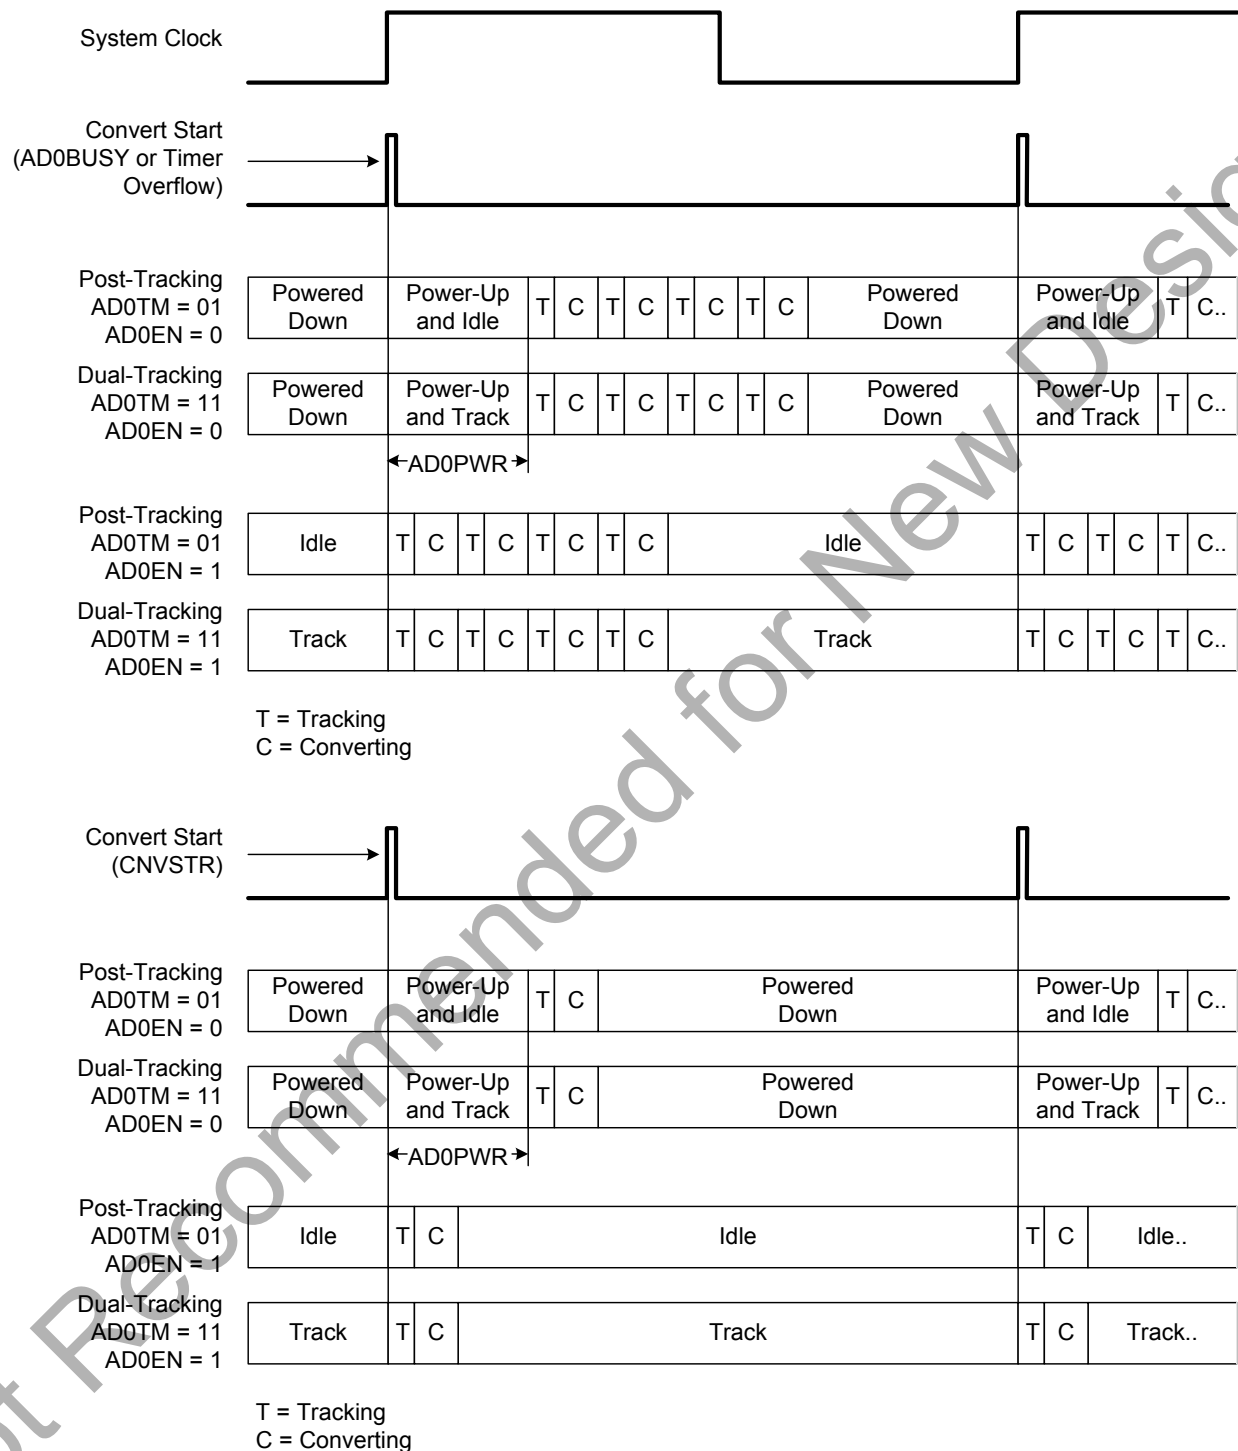 System Clock
Convert Start
(AD0BUSY or Timer
Overflow)
Post-Tracking
AD0TM = 01
AD0EN = 0
Powered
Down
Power-Up
and Idle
T C T C T C T C
Powered
Down
Power-Up
and Idle
T C..
Dual-Tracking
AD0TM = 11
AD0EN = 0
Powered
Down
Power-Up
and Track
T C T C T C T C
Powered
Down
Power-Up
and Track
T C..
AD0PWR
Post-Tracking
AD0TM = 01
AD0EN = 1
Idle
T C T C T C T C
Idle
T C T C T C..
Dual-Tracking
AD0TM = 11
AD0EN = 1
Track
T C T C T C T C
Track
T C T C T C..
T = Tracking
C = Converting
Convert Start
(CNVSTR)
Post-Tracking
AD0TM = 01
AD0EN = 0
Powered
Down
Power-Up
and Idle
T C
Powered
Down
Power-Up
and Idle
T C..
Dual-Tracking
AD0TM = 11
AD0EN = 0
Powered
Down
Power-Up
and Track
T C
Powered
Down
Power-Up
and Track
T C..
AD0PWR
Post-Tracking
AD0TM = 01
AD0EN = 1
Idle
T C
Idle
T C
Idle..
Dual-Tracking
AD0TM = 11
AD0EN = 1
Track
T C
Track
T C
Track..
T = Tracking
C = Converting
ot Recommended for New Desig